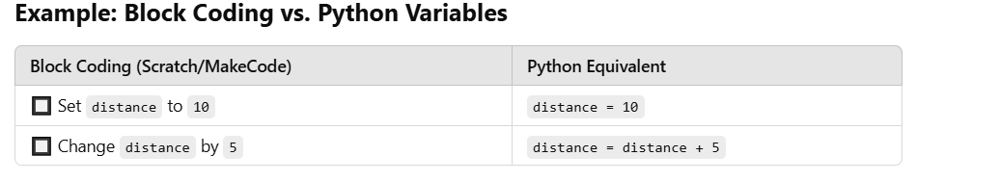 Example: Block Coding vs. Python Variables
Block Coding (Scratch/MakeCode) Python Equivalent
Set distance to 10 distance = 10
Change distance by 5 distance = distance + 5